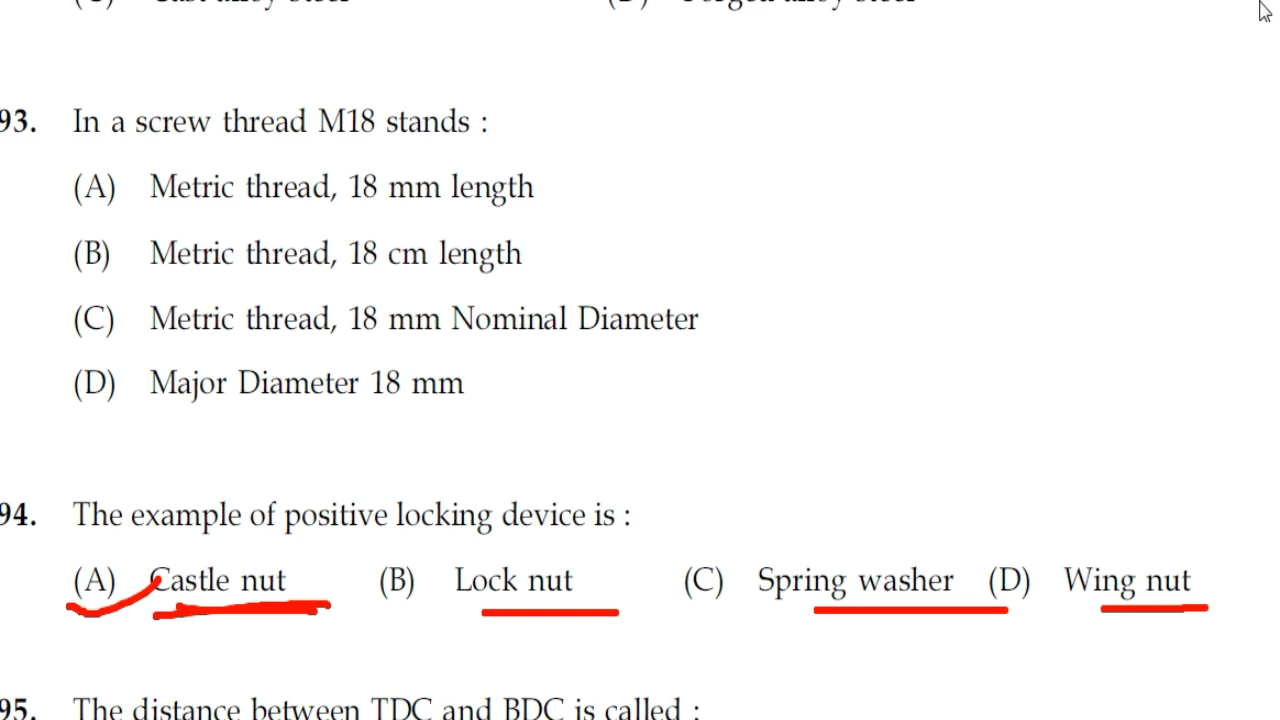 93. In a screw thread M18 stands :
(A) Metric thread, 18 mm length
(B) Metric thread, 18 cm length
(C) Metric thread, 18 mm Nominal Diameter
(D) Major Diameter 18 mm
94. The example of positive locking device is :
(A) Castle nut (B) Lock nut (C) Spring washer (D) Wing nut
95. The distance between TDC and BDC is called :